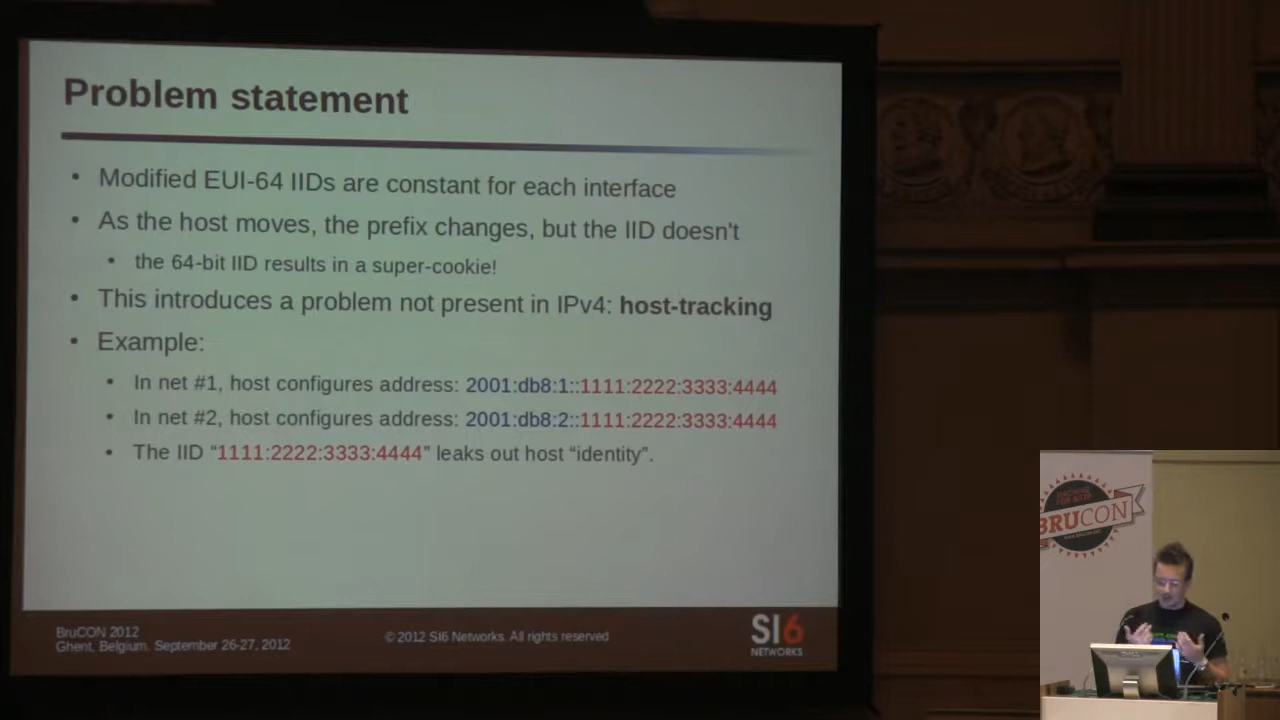 Problem statement
• Modified EUI-64 IIDs are constant for each interface
• As the host moves, the prefix changes, but the IID doesn't
• the 64-bit IID results in a super-cookie!
• This introduces a problem not present in IPv4: host-tracking
• Example:
• In net #1, host configures address: 2001:db8:1::1111:2222:3333:4444
• In net #2, host configures address: 2001:db8:2::1111:2222:3333:4444
• The IID “1111:2222:3333:4444” leaks out host “identity”.
BruCON 2012
Ghent, Belgium. September 26-27, 2012
© 2012 SI6 Networks. All rights reserved
SI6
NETWORKS
BRUCON